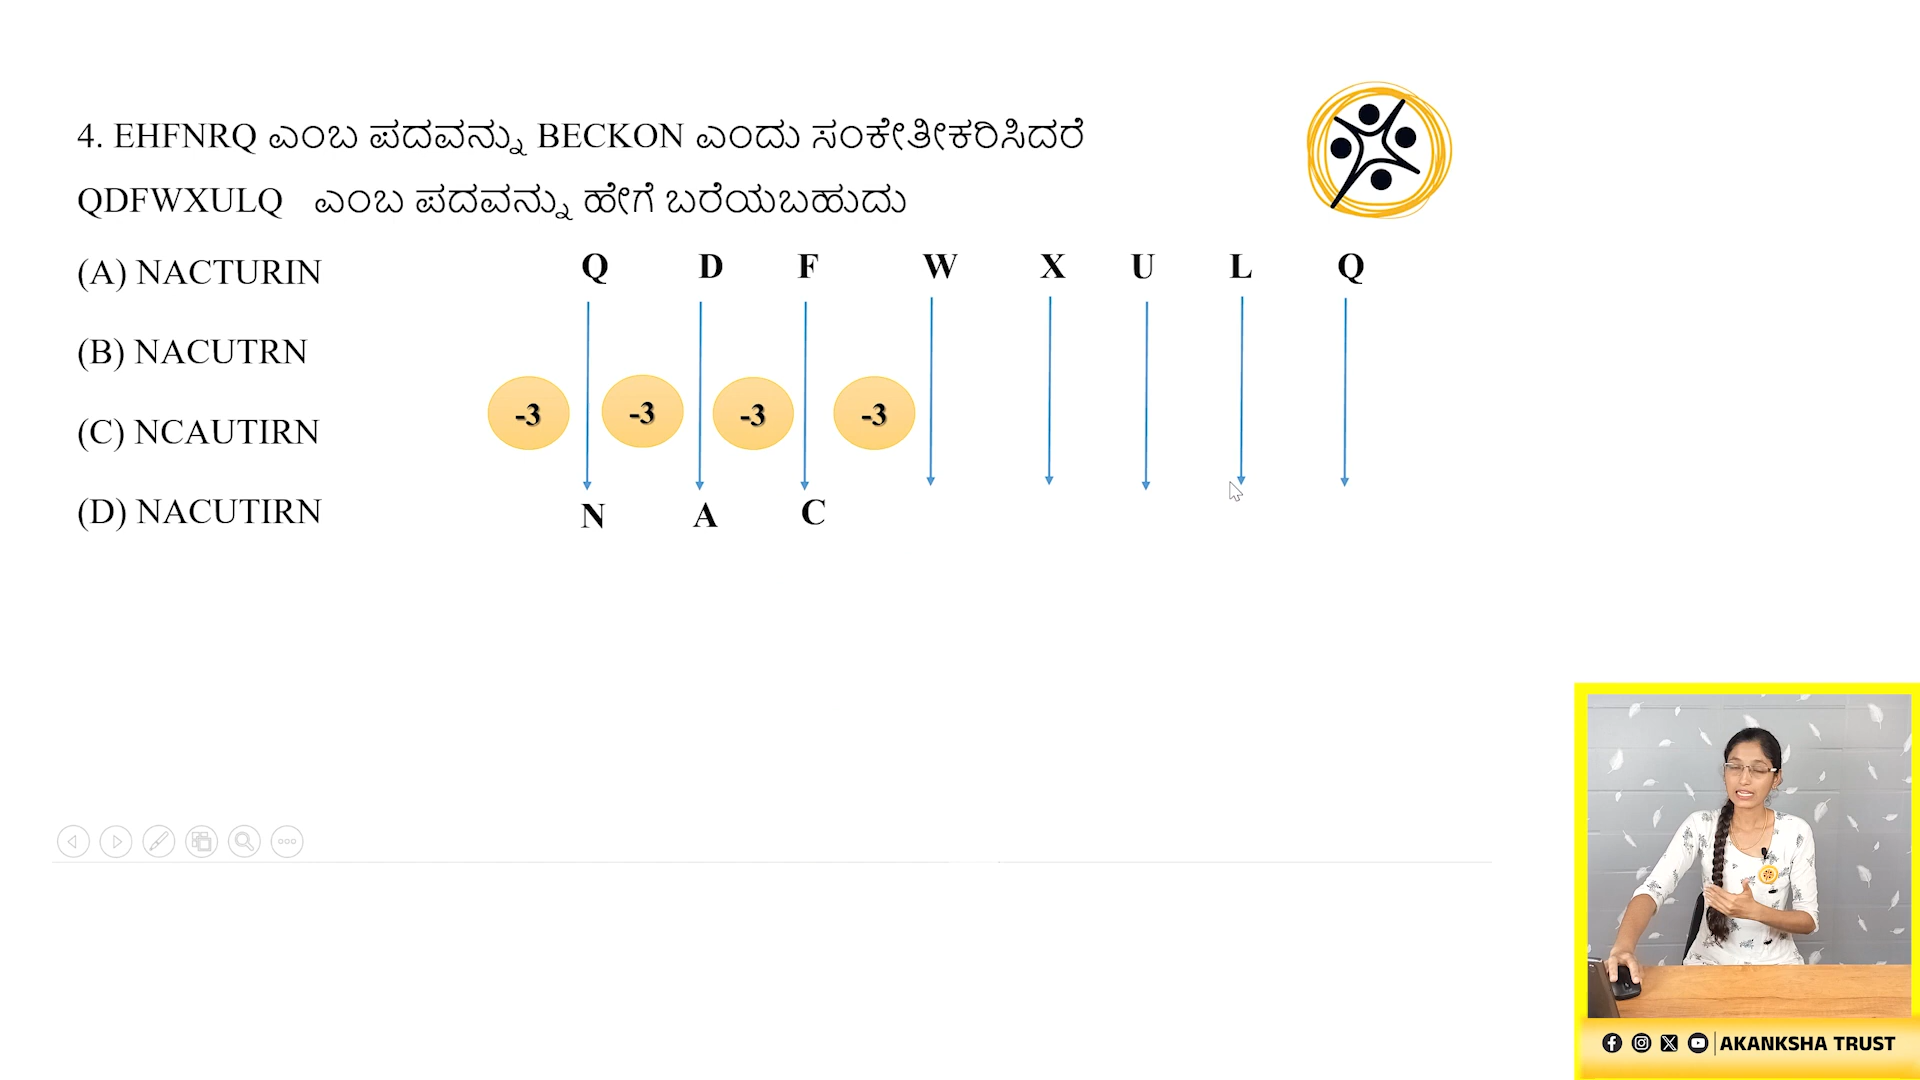 4. EHFNRQ ಎಂಬ ಪದವನ್ನು BECKON ಎಂದು ಸಂಕೇತೀಕರಿಸಿದರೆ
QDFWXULQ ಎಂಬ ಪದವನ್ನು ಹೇಗೆ ಬರೆಯಬಹುದು
(A) NACTURIN
(B) NACUTRN
(C) NCAUTIRN
(D) NACUTIRN
Q D F W X U L Q
-3 -3 -3 -3
N A C
AKANKSHA TRUST